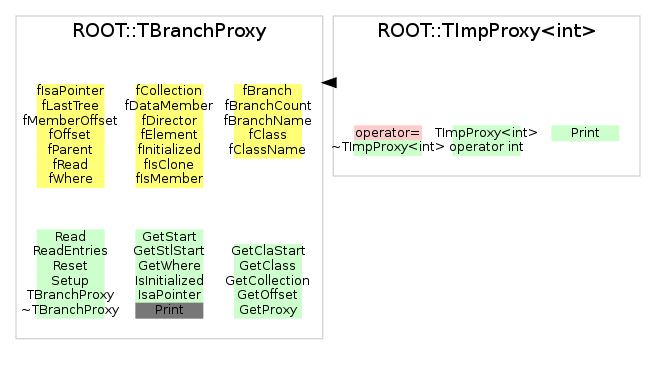 ROOT::TBranchProxy
fIsaPointer fCollection fBranch
fLastTree fDataMember fBranchCount
fMemberOffset fDirector fBranchName
fOffset fElement fClass
fParent fInitialized fClassName
fRead fIsClone
fWhere fIsMember
Read GetStart
ReadEntries GetStlStart GetClaStart
Reset GetWhere GetClass
Setup IsInitialized GetCollection
TBranchProxy IsaPointer GetOffset
~TBranchProxy Print GetProxy
ROOT::TImpProxy<int>
operator= TImpProxy<int> Print
~TImpProxy<int> operator int